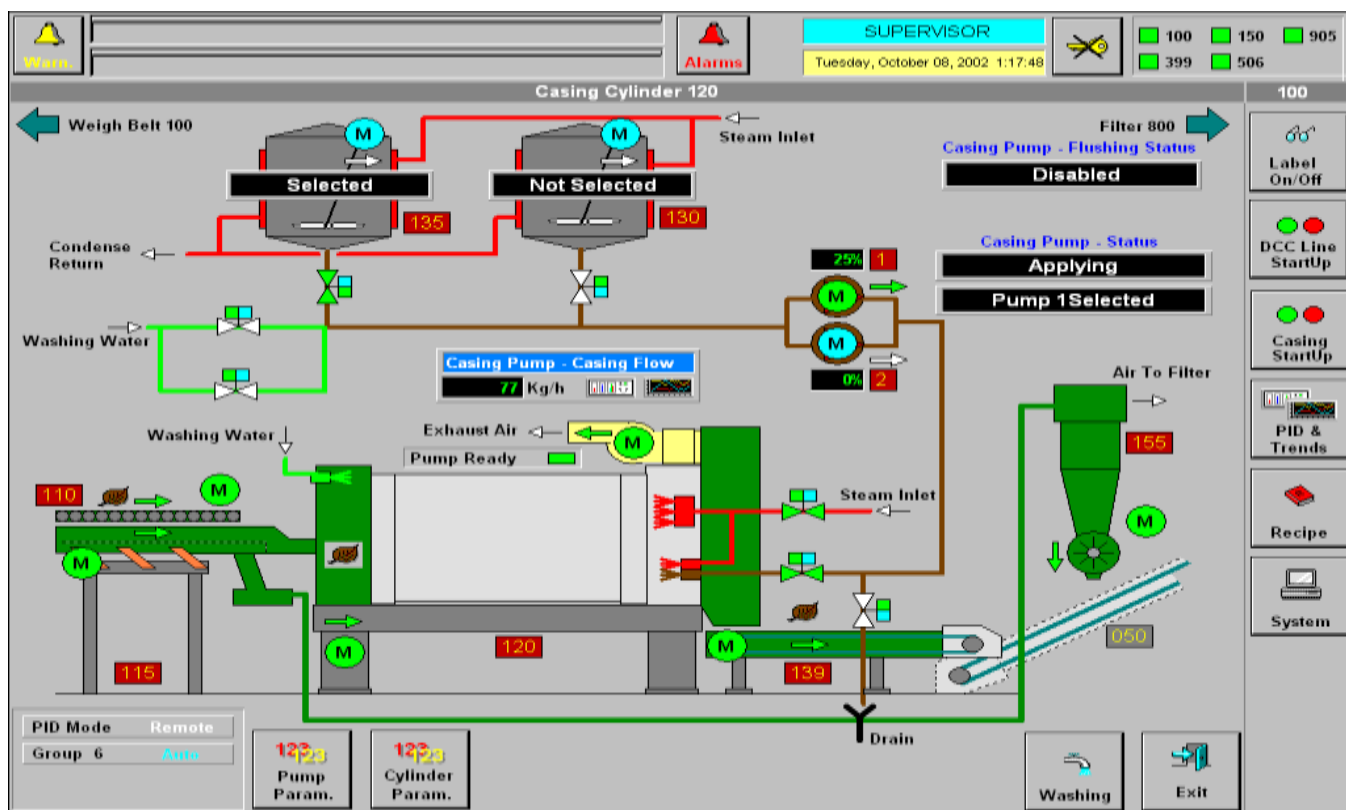 Warn.
Alarms
SUPERVISOR
Tuesday, October 08, 2002 1:17:48
100
150
905
399
506
Casing Cylinder 120
100
Weigh Belt 100
M
M
Steam Inlet
Filter 800
Casing Pump - Flushing Status
Disabled
Selected
Not Selected
135
130
Condense
Return
Casing Pump - Status
Applying
Pump 1Selected
25%
1
M
M
0%
2
Washing Water
Casing Pump - Casing Flow
77 Kg/h
Air To Filter
155
Washing Water
Exhaust Air
M
Pump Ready
110
M
M
Steam Inlet
M
M
120
M
139
115
050
Drain
PID Mode Remote
Group 6 Auto
123
123
Pump
Param.
123
123
Cylinder
Param.
Washing
Exit
Label
On/Off
DCC Line
StartUp
Casing
StartUp
PID &
Trends
Recipe
System